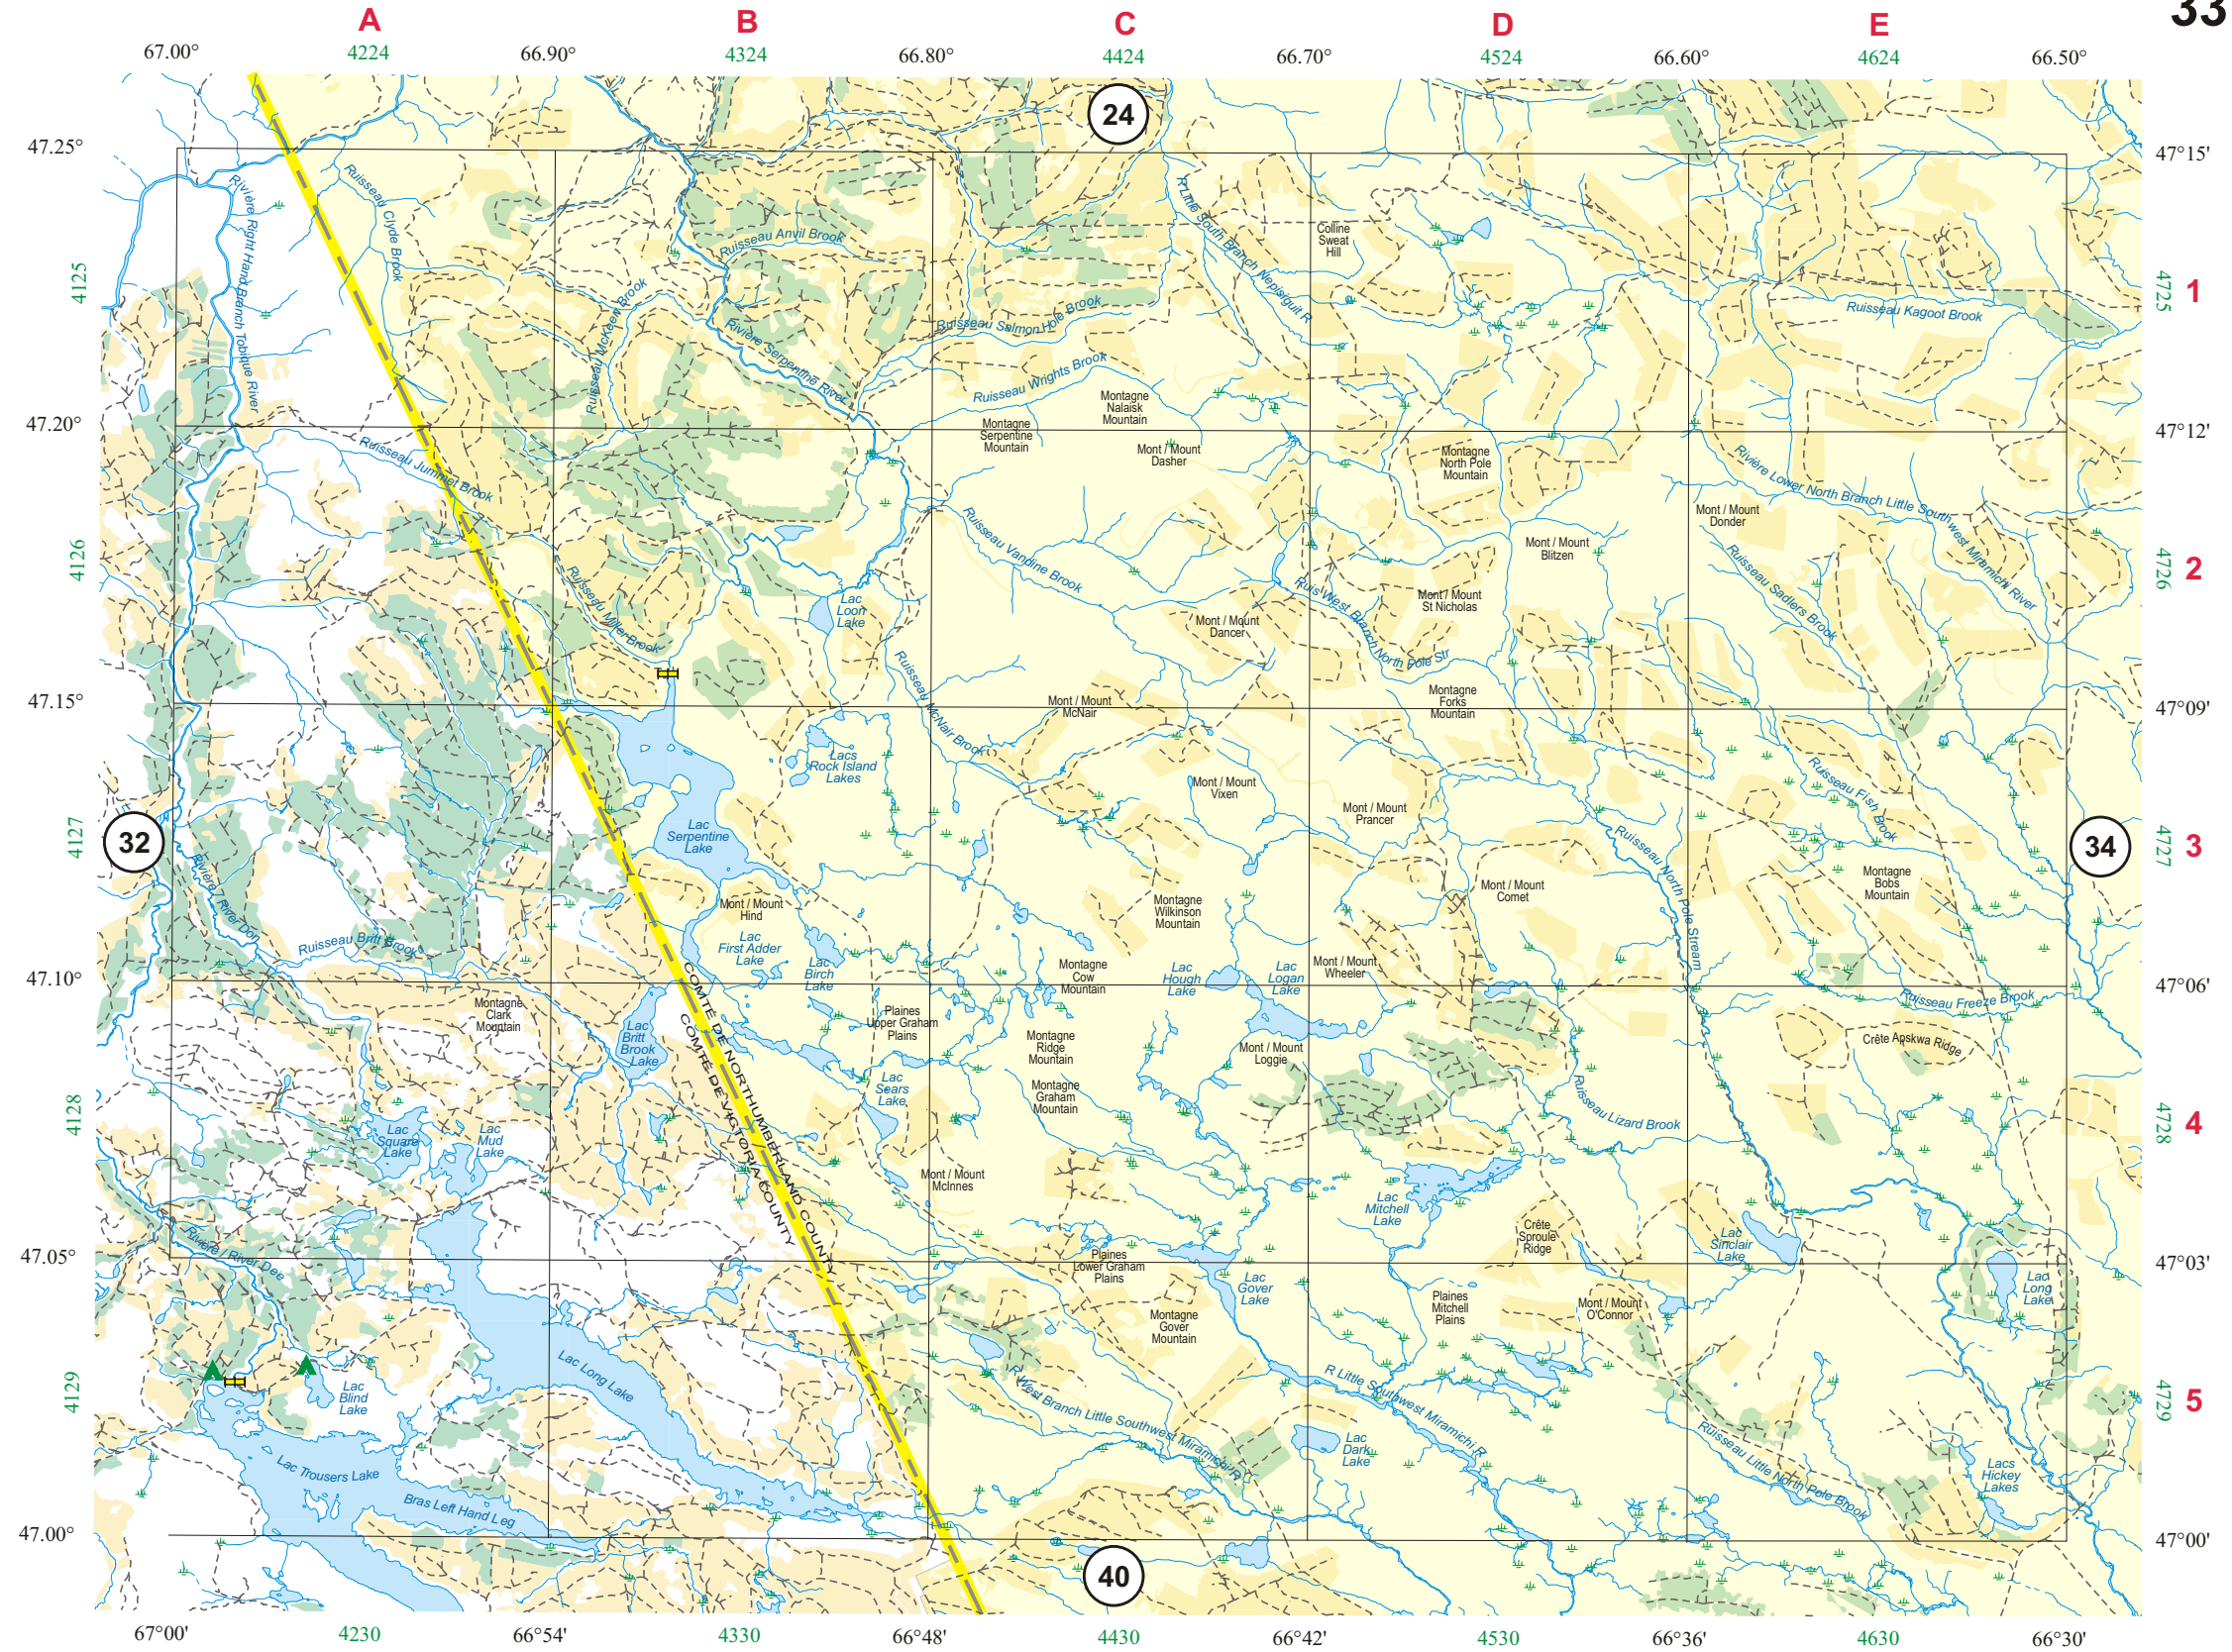 33
A
B
C
D
E
67.00°
4224
66.90°
4324
66.80°
4424
66.70°
4524
66.60°
4624
66.50°
24
47.25°
47°15'
Rivière Right Hand Branch Tobique River
Ruisseau Clyde Brook
Ruisseau Anvil Brook
R Little South Branch Nepisiguit R
Colline
Sweat
Hill
4125
4725
1
Ruisseau McKeen Brook
Rivière Serpentine River
Ruisseau Salmon Hole Brook
Ruisseau Kagoot Brook
Ruisseau Wrights Brook
Montagne
Nalaisk
Mountain
47.20°
47°12'
Montagne
Serpentine
Mountain
Mont / Mount
Dasher
Montagne
North Pole
Mountain
Ruisseau Jummet Brook
Rivière Lower North Branch Little Southwest Miramichi River
Mont / Mount
Donder
Ruisseau Vandine Brook
Mont / Mount
Blitzen
4126
4726
2
Ruisseau Miller Brook
Lac
Loon
Lake
Ruis West Branch North Pole Str
Mont / Mount
St Nicholas
Ruisseau Sadlers Brook
Mont / Mount
Dancer
Ruisseau McNair Brook
47.15°
47°09'
Mont / Mount
McNair
Montagne
Forks
Mountain
Lacs
Rock Island
Lakes
Mont / Mount
Vixen
Mont / Mount
Prancer
Ruisseau Fish Brook
Lac
Serpentine
Lake
4127
32
34
4727
3
Rivière / River Don
Ruisseau North Pole Stream
Mont / Mount
Comet
Montagne
Bobs
Mountain
Mont / Mount
Hind
Montagne
Wilkinson
Mountain
Ruisseau Britt Brook
Lac
First Adder
Lake
Lac
Birch
Lake
Montagne
Cow
Mountain
Lac
Hough
Lake
Lac
Logan
Lake
Mont / Mount
Wheeler
47.10°
47°06'
Montagne
Clark
Mountain
COMTÉ DE NORTHUMBERLAND COUNTY
COMTÉ DE VICTORIA COUNTY
Ruisseau Freeze Brook
Lac
Britt
Brook
Lake
Plaines
Upper Graham
Plains
Montagne
Ridge
Mountain
Mont / Mount
Loggie
Crête Apskwa Ridge
Lac
Sears
Lake
Montagne
Graham
Mountain
Ruisseau Lizard Brook
4128
4728
4
Lac
Square
Lake
Lac
Mud
Lake
Mont / Mount
McInnes
Lac
Mitchell
Lake
Crête
Sproule
Ridge
Lac
Sinclair
Lake
Rivière / River Dee
47.05°
47°03'
Plaines
Lower Graham
Plains
Lac
Gover
Lake
Plaines
Mitchell
Plains
Mont / Mount
O'Connor
Lac
Long
Lake
Montagne
Gover
Mountain
Lac Long Lake
Lac
Blind
Lake
4129
4729
5
R West Branch Little Southwest Miramichi R
R Little Southwest Miramichi R
Lac
Dark
Lake
Ruisseau Little North Pole Brook
Lacs
Hickey
Lakes
Lac Trousers Lake
Bras Left Hand Leg
47.00°
47°00'
40
67°00'
4230
66°54'
4330
66°48'
4430
66°42'
4530
66°36'
4630
66°30'